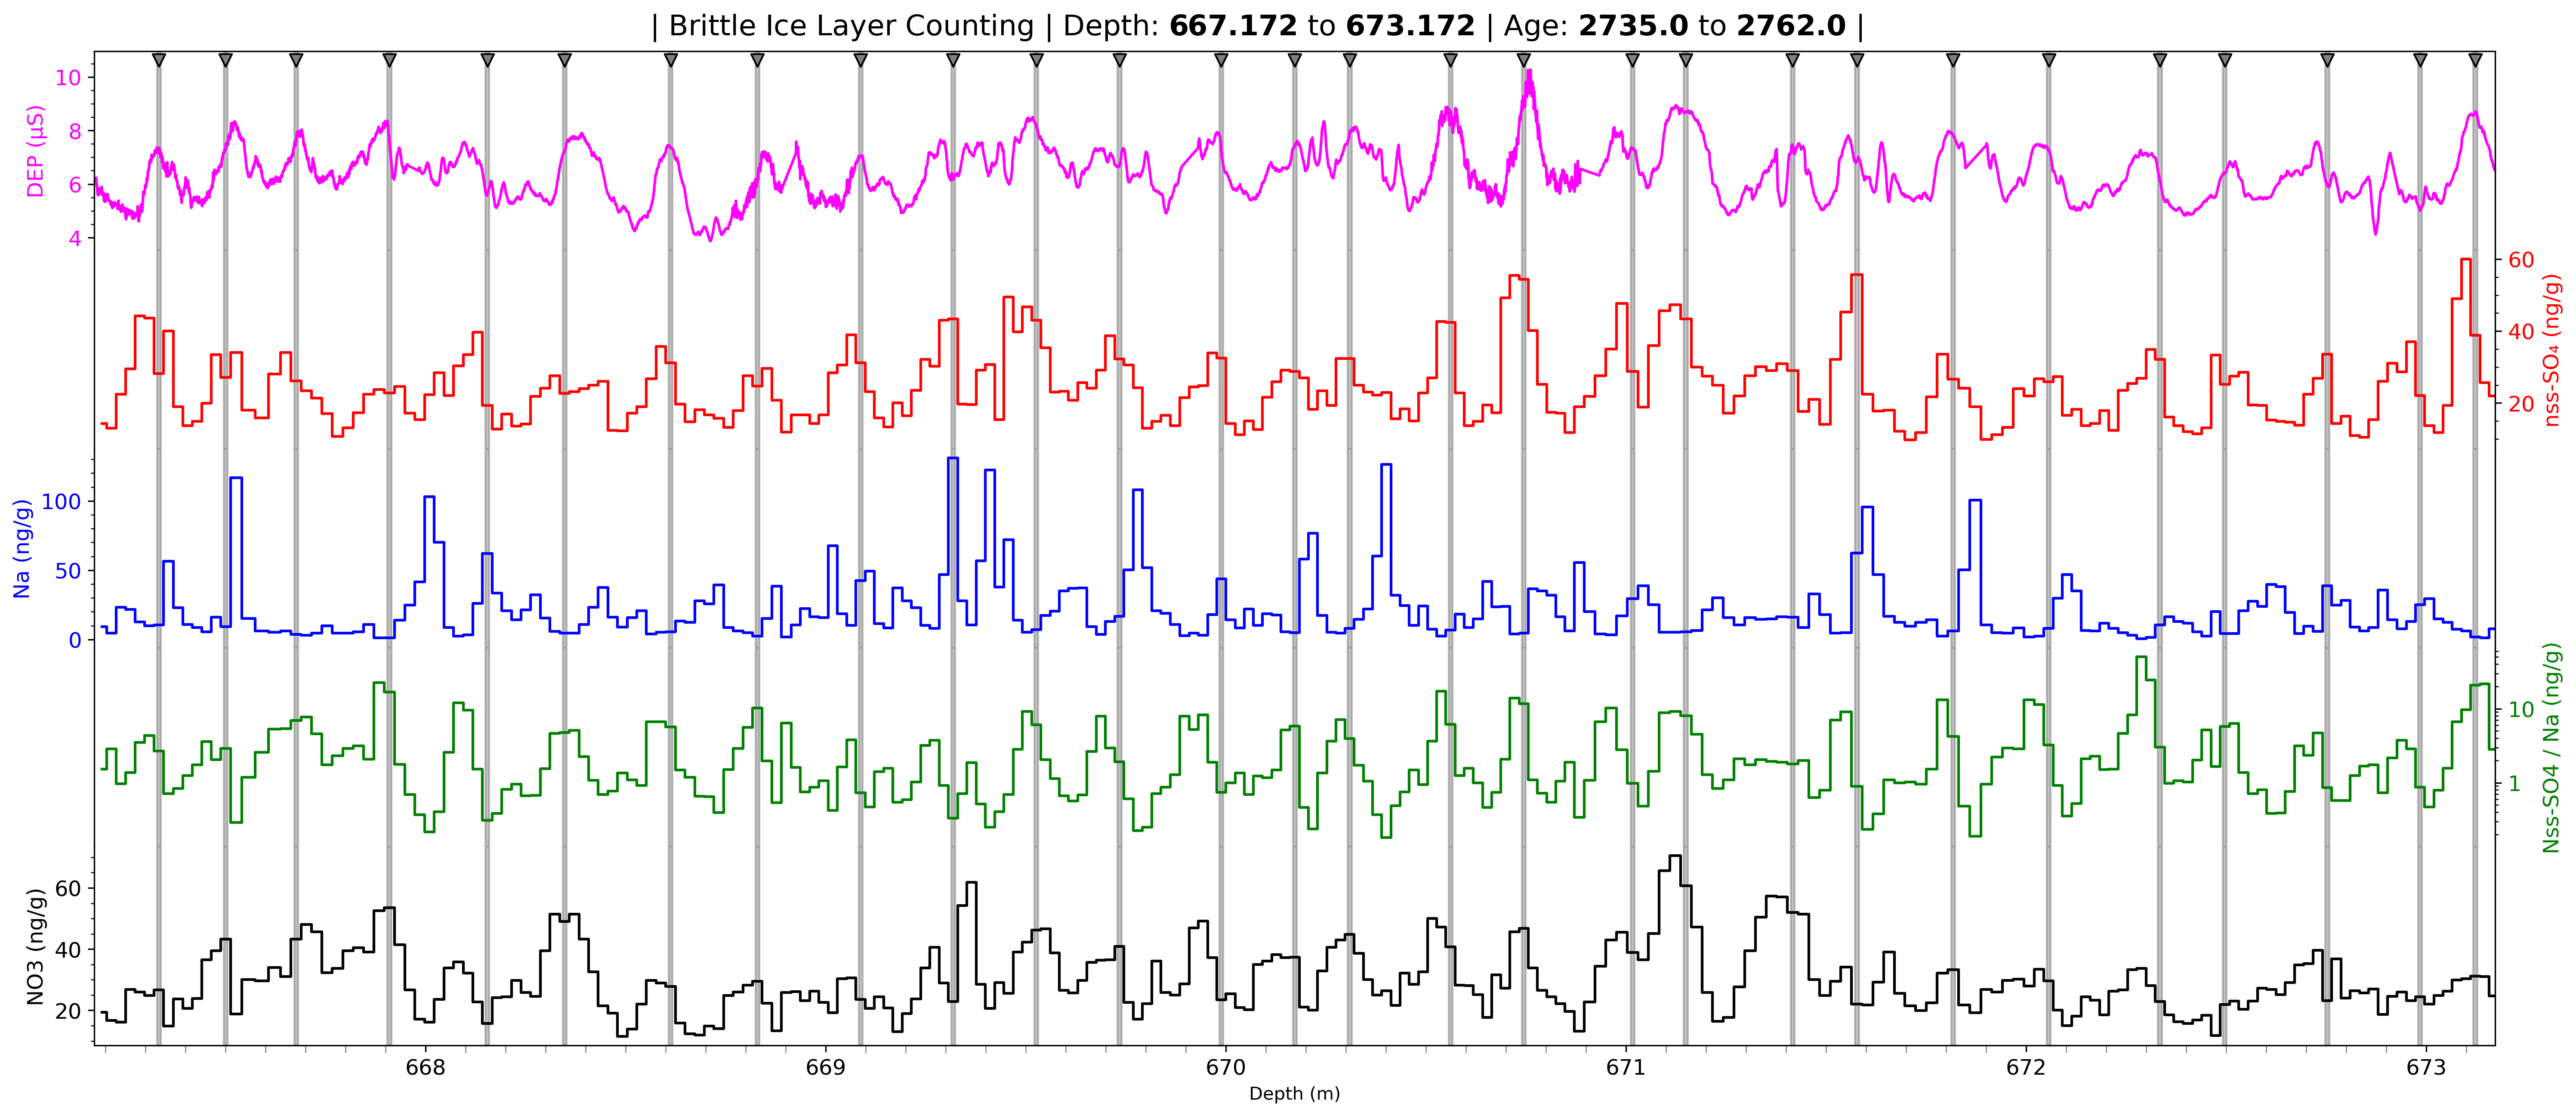 | Brittle Ice Layer Counting | Depth: 667.172 to 673.172 | Age: 2735.0 to 2762.0 |
10
8
6
4
DEP (µS)
60
40
20
nss-SO₄ (ng/g)
100
50
0
Na (ng/g)
10
1
Nss-SO4 / Na (ng/g)
60
40
20
NO3 (ng/g)
668 669 670 671 672 673
Depth (m)